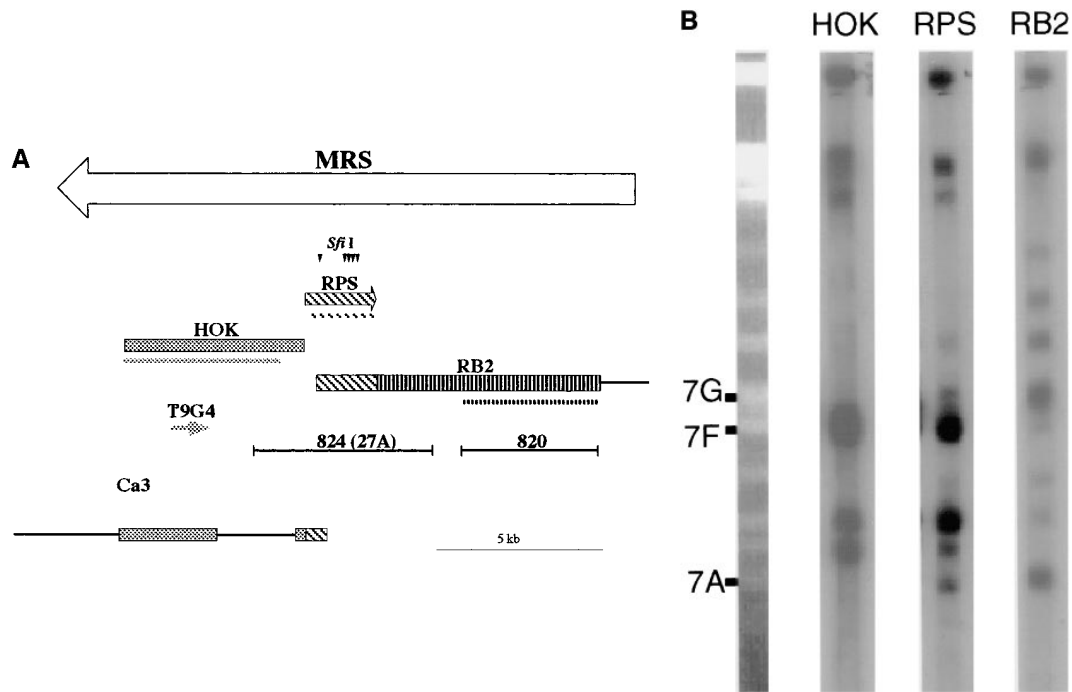 A
MRS
Sfi I
RPS
HOK
RB2
T9G4
824 (27A)
820
Ca3
5 kb
B
HOK RPS RB2
7G
7F
7A